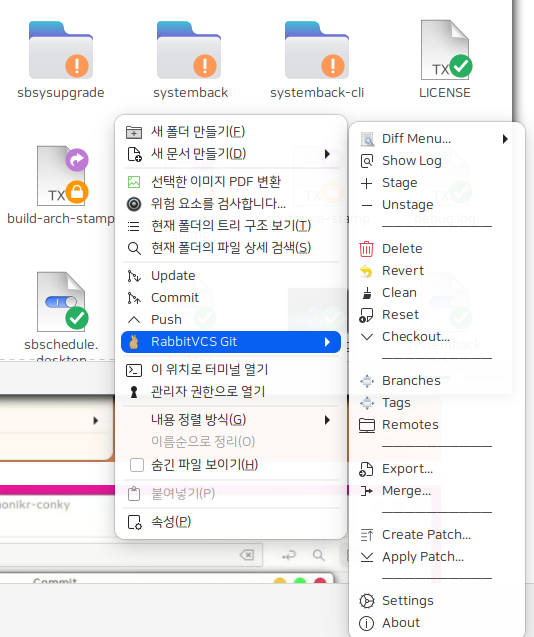 sbsysupgrade
systemback
systemback-cli
LICENSE
TX
TX
build-arch-stamp
sbschedule.
desktop
새 폴더 만들기(F)
새 문서 만들기(D)
선택한 이미지 PDF 변환
위험 요소를 검사합니다...
현재 폴더의 트리 구조 보기(T)
현재 폴더의 파일 상세 검색(S)
Update
Commit
Push
RabbitVCS Git
이 위치로 터미널 열기
관리자 권한으로 열기
내용 정렬 방식(G)
이름순으로 정리(O)
숨긴 파일 보이기(H)
붙여넣기(P)
속성(P)
Diff Menu...
Show Log
Stage
Unstage
Delete
Revert
Clean
Reset
Checkout...
Branches
Tags
Remotes
Export...
Merge...
Create Patch...
Apply Patch...
Settings
About
onikr-conky
Commit